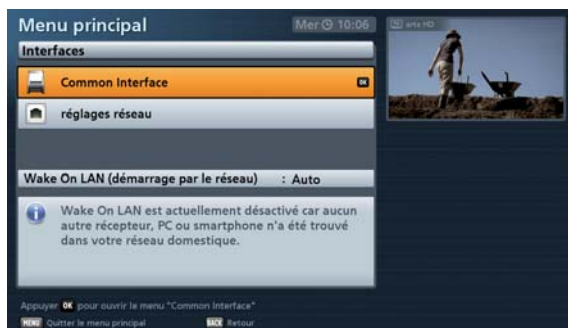 Menu principal
Mer 10:06
arte HD
Interfaces
Common Interface OK
réglages réseau
Wake On LAN (démarrage par le réseau) : Auto
Wake On LAN est actuellement désactivé car aucun
autre récepteur, PC ou smartphone n'a été trouvé
dans votre réseau domestique.
Appuyer OK pour ouvrir le menu "Common Interface"
MENU Quitter le menu principal BACK Retour